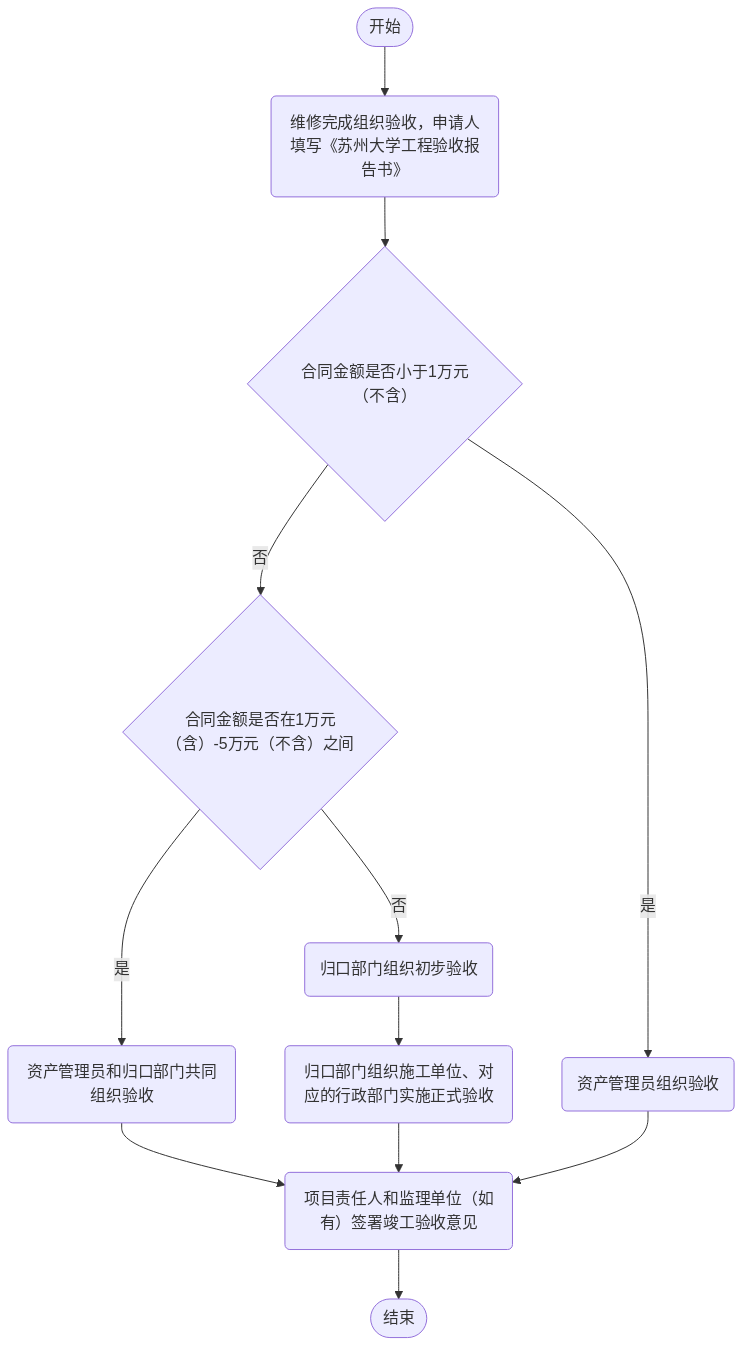 开始
维修完成组织验收，申请人
填写《苏州大学工程验收报
告书》
合同金额是否小于1万元
（不含）
否
合同金额是否在1万元
（含）-5万元（不含）之间
否
是
是
归口部门组织初步验收
资产管理员和归口部门共同
组织验收
归口部门组织施工单位、对
应的行政部门实施正式验收
资产管理员组织验收
项目责任人和监理单位（如
有）签署竣工验收意见
结束